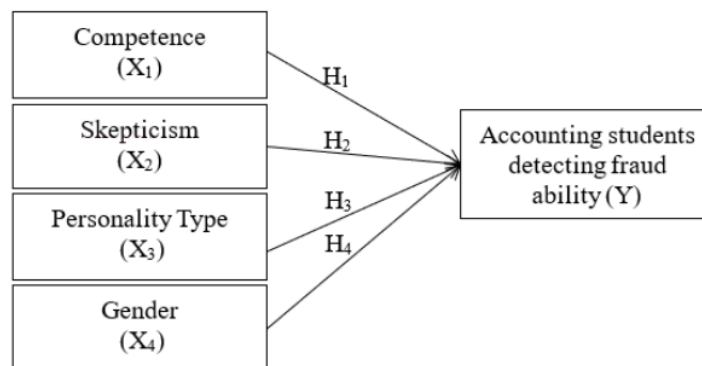 Competence
(X₁)
H₁
Skepticism
(X₂)
H₂
Accounting students
detecting fraud
ability (Y)
Personality Type
(X₃)
H₃
H₄
Gender
(X₄)